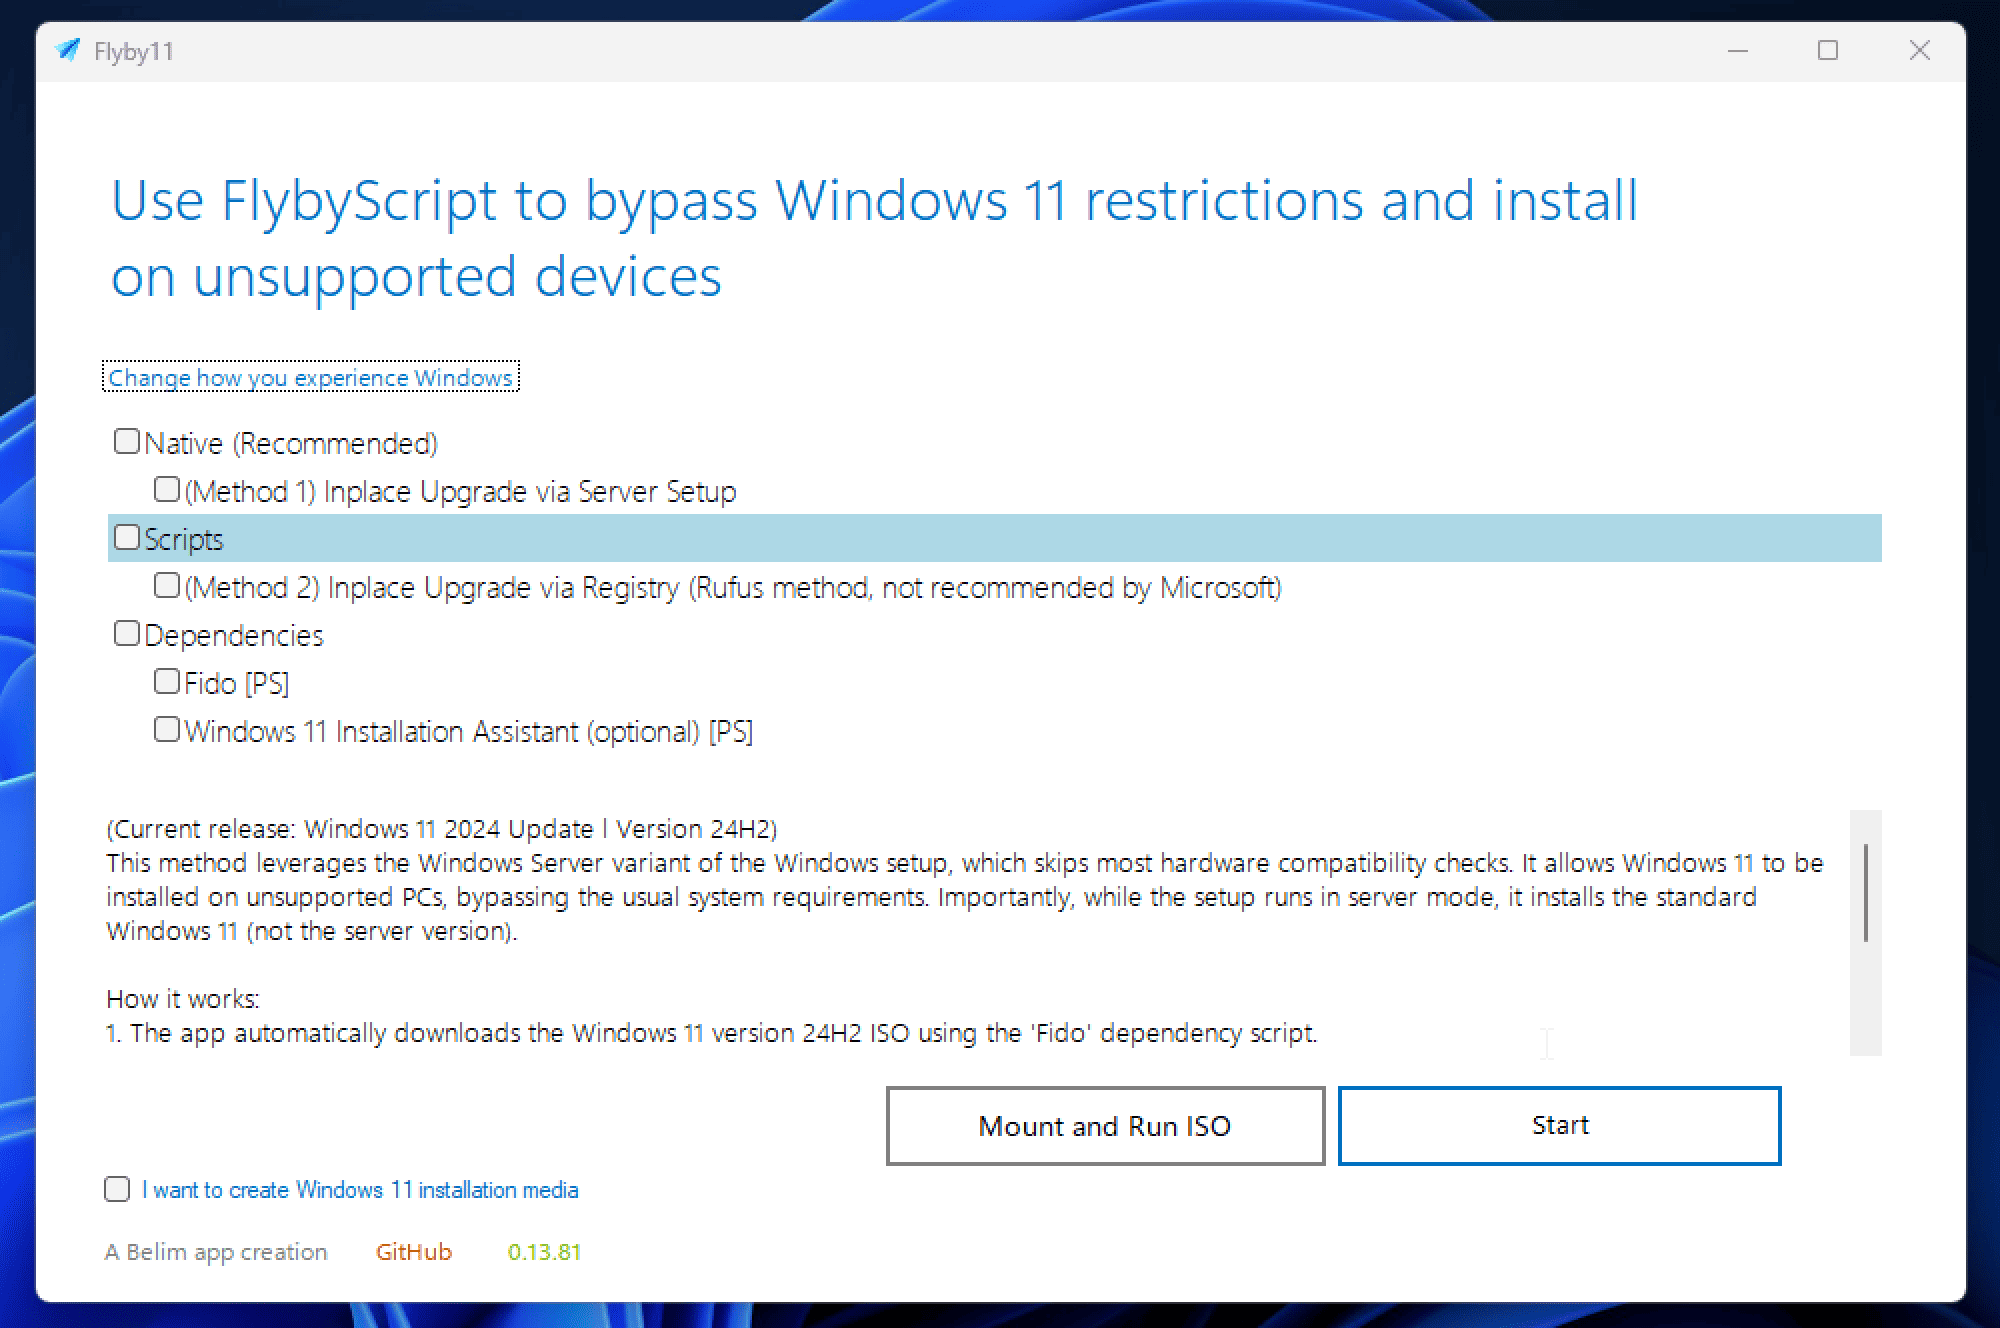 Flyby11
Use FlybyScript to bypass Windows 11 restrictions and install
on unsupported devices
Change how you experience Windows
Native (Recommended)
(Method 1) Inplace Upgrade via Server Setup
Scripts
(Method 2) Inplace Upgrade via Registry (Rufus method, not recommended by Microsoft)
Dependencies
Fido [PS]
Windows 11 Installation Assistant (optional) [PS]
(Current release: Windows 11 2024 Update | Version 24H2)
This method leverages the Windows Server variant of the Windows setup, which skips most hardware compatibility checks. It allows Windows 11 to be
installed on unsupported PCs, bypassing the usual system requirements. Importantly, while the setup runs in server mode, it installs the standard
Windows 11 (not the server version).
How it works:
1. The app automatically downloads the Windows 11 version 24H2 ISO using the 'Fido' dependency script.
Mount and Run ISO
Start
I want to create Windows 11 installation media
A Belim app creation GitHub 0.13.81